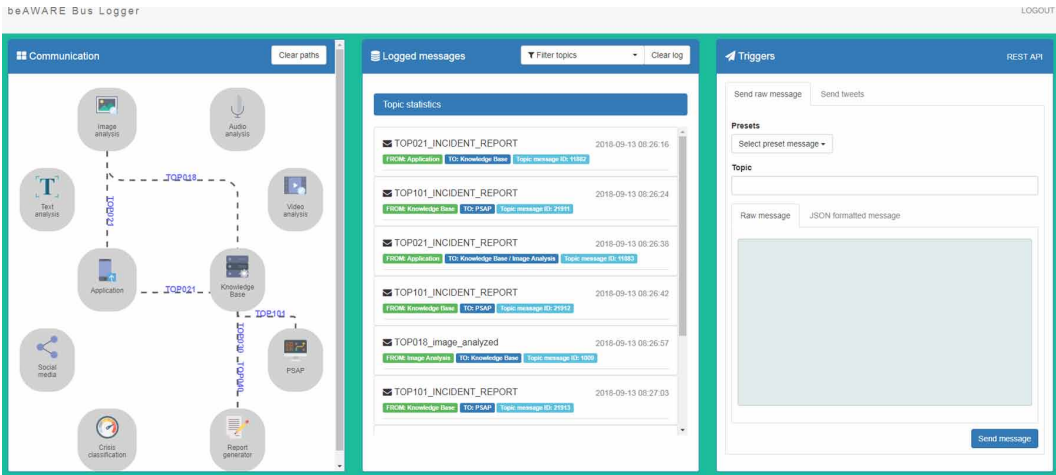 beAWARE Bus Logger
LOGOUT
Communication
Clear paths
Image
analysis
Audio
analysis
TOP018
Text
analysis
TOP021
Video
analysis
Application
TOP021
Knowledge
Base
TOP101
TOP040
Social
media
PSAP
Crisis
classification
Report
generator
Logged messages
Filter topics
Clear log
Topic statistics
TOP021_INCIDENT_REPORT 2018-09-13 08:26:16
FROM: Application TO: Knowledge Base Topic message ID: 11882
TOP101_INCIDENT_REPORT 2018-09-13 08:26:24
FROM: Knowledge Base TO: PSAP Topic message ID: 21911
TOP021_INCIDENT_REPORT 2018-09-13 08:26:38
FROM: Application TO: Knowledge Base / Image Analysis Topic message ID: 11883
TOP101_INCIDENT_REPORT 2018-09-13 08:26:42
FROM: Knowledge Base TO: PSAP Topic message ID: 21912
TOP018_image_analyzed 2018-09-13 08:26:57
FROM: Image Analysis TO: Knowledge Base Topic message ID:
TOP101_INCIDENT_REPORT 2018-09-13 08:27:03
FROM: Knowledge Base TO: PSAP Topic message ID: 21913
Triggers
REST API
Send raw message Send tweets
Presets
Select preset message
Topic
Raw message JSON formatted message
Send message